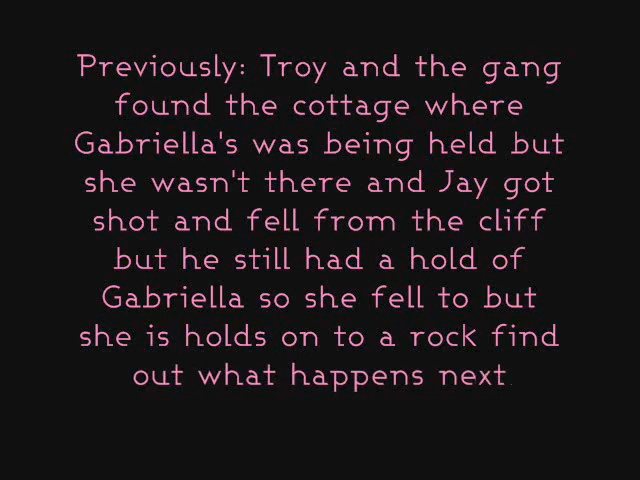 Previously: Troy and the gang
found the cottage where
Gabriella's was being held but
she wasn't there and Jay got
shot and fell from the cliff
but he still had a hold of
Gabriella so she fell to but
she is holds on to a rock find
out what happens next